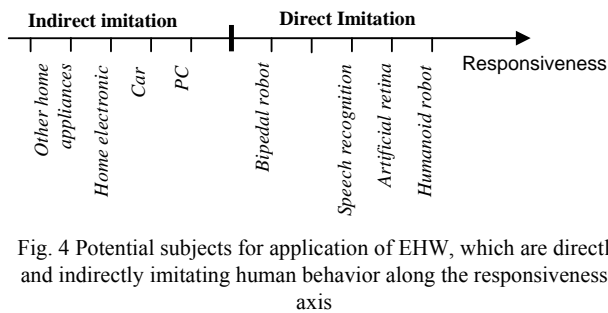 Indirect imitation
Direct Imitation
Responsiveness
Other home
appliances
Home electronic
Car
PC
Bipedal robot
Speech recognition
Artificial retina
Humanoid robot
Fig. 4 Potential subjects for application of EHW, which are directl
and indirectly imitating human behavior along the responsiveness
axis